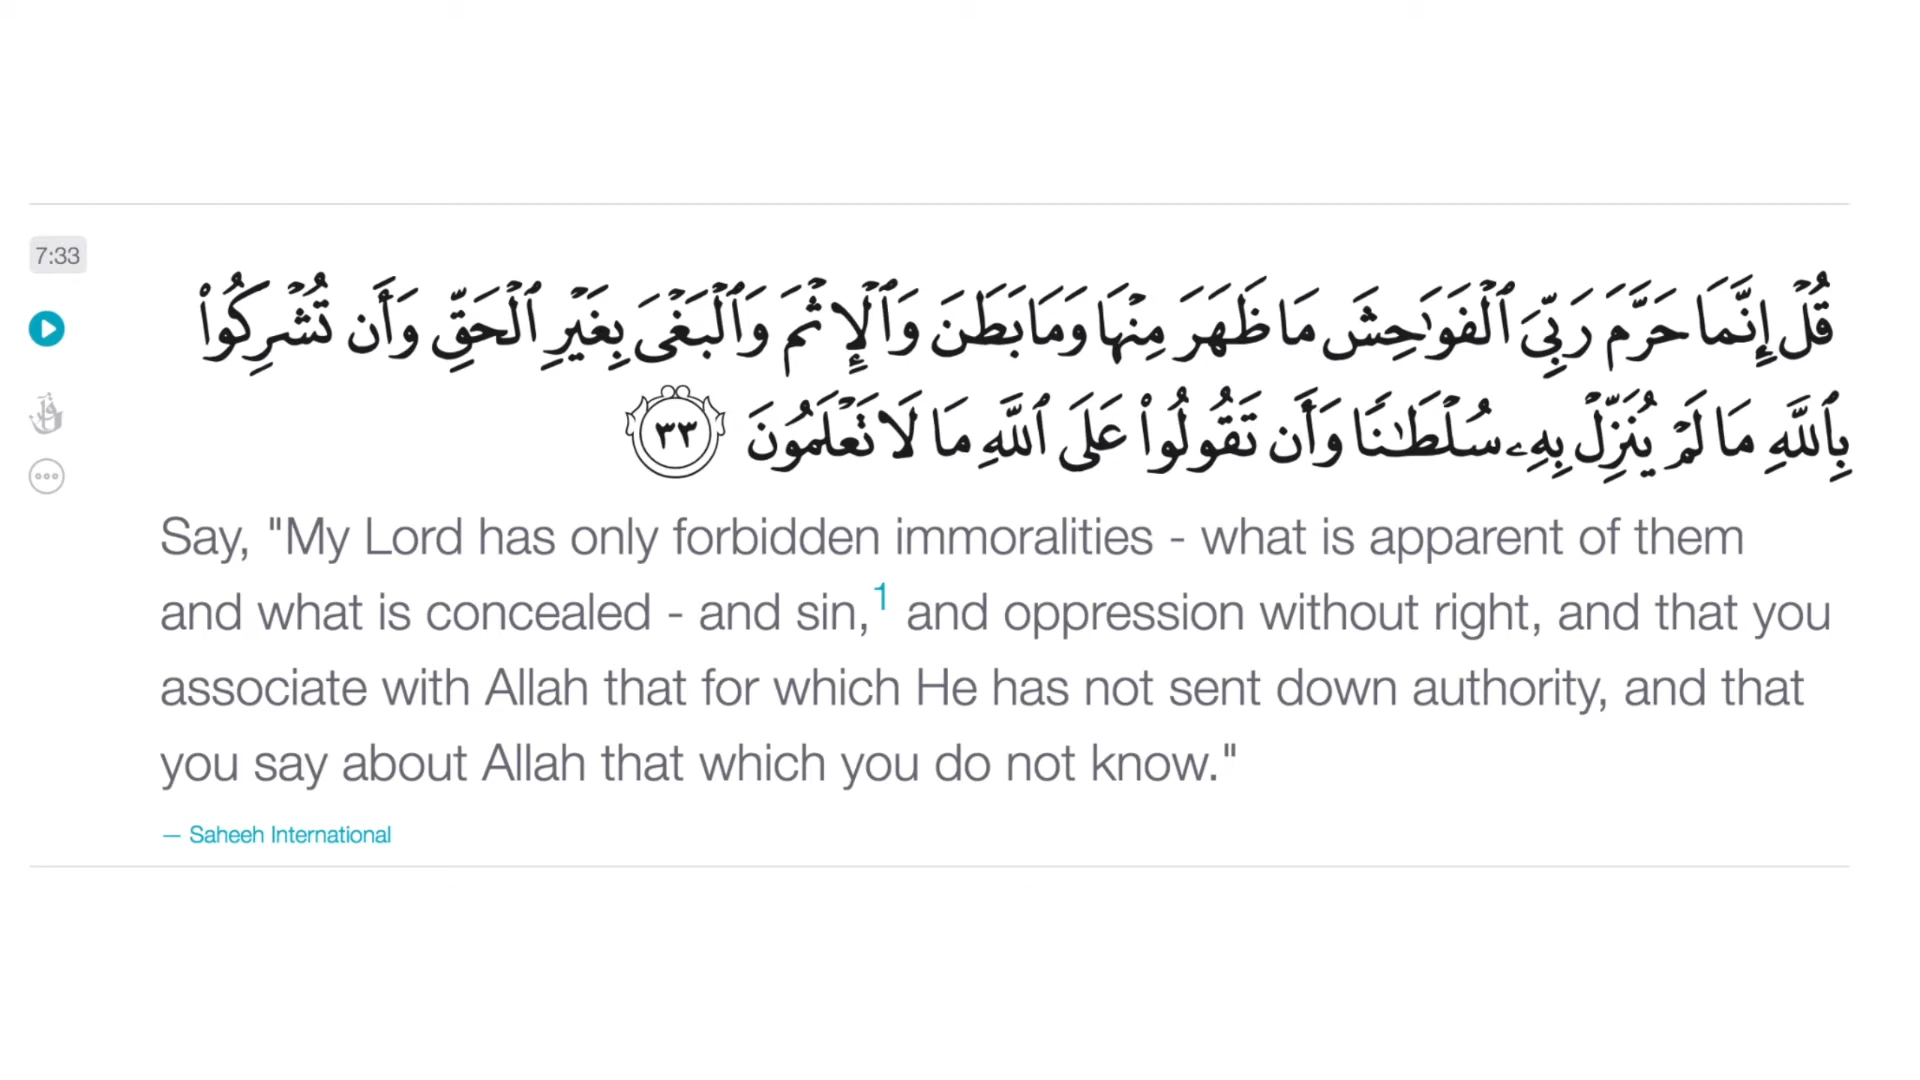 7:33
قُلْ إِنَّمَا حَرَّمَ رَبِّىَ ٱلْفَوَٰحِشَ مَا ظَهَرَ مِنْهَا وَمَا بَطَنَ وَٱلْإِثْمَ وَٱلْبَغْىَ بِغَيْرِ ٱلْحَقِّ وَأَن تُشْرِكُوا۟
بِٱللَّهِ مَا لَمْ يُنَزِّلْ بِهِۦ سُلْطَـٰنًا وَأَن تَقُولُوا۟ عَلَى ٱللَّهِ مَا لَا تَعْلَمُونَ ٣٣
Say, "My Lord has only forbidden immoralities - what is apparent of them
and what is concealed - and sin,1 and oppression without right, and that you
associate with Allah that for which He has not sent down authority, and that
you say about Allah that which you do not know."
— Saheeh International